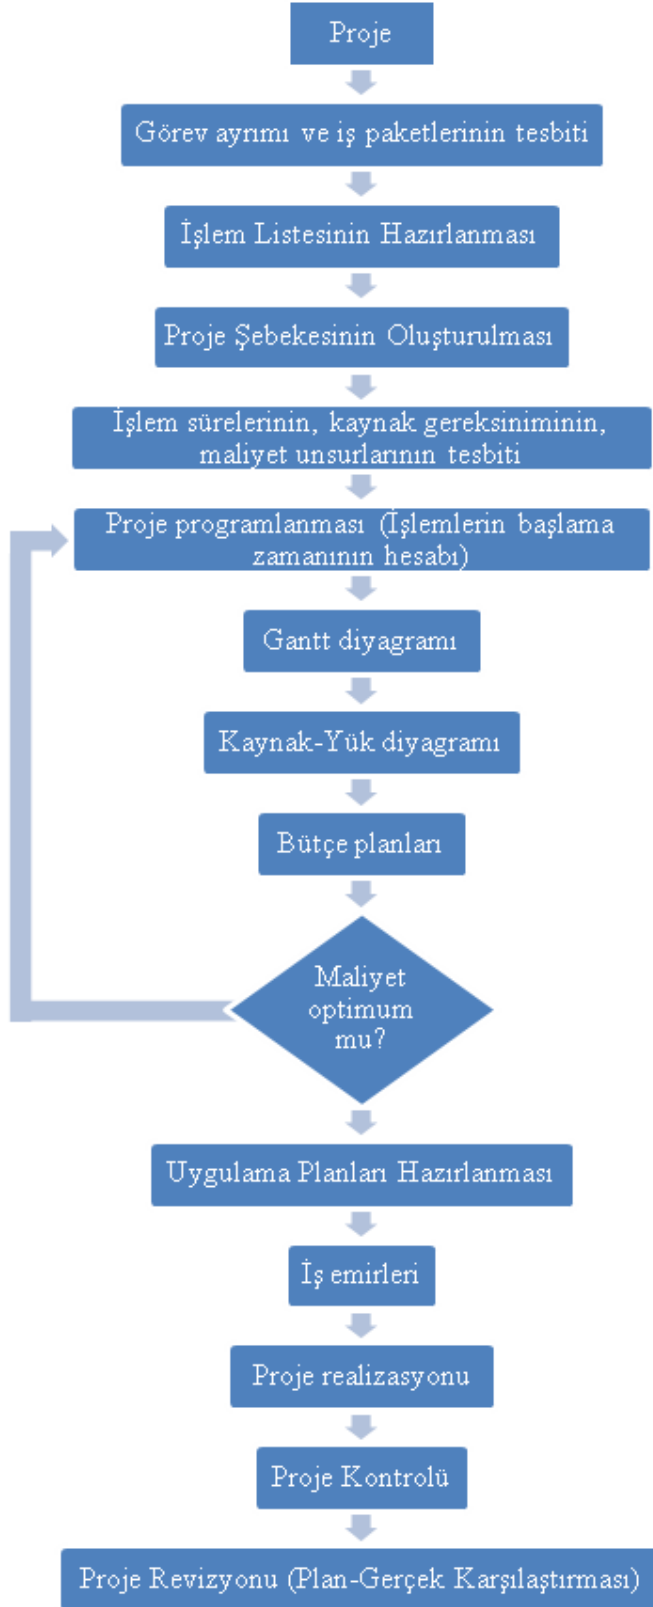 Proje
Görev ayrımı ve iş paketlerinin tesbiti
İşlem Listesinin Hazırlanması
Proje Şebekesinin Oluşturulması
İşlem sürelerinin, kaynak gereksiniminin,
maliyet unsurlarının tesbiti
Proje programlanması (İşlemlerin başlama
zamanının hesabı)
Gantt diyagramı
Kaynak-Yük diyagramı
Bütçe planları
Maliyet
optimum
mu?
Uygulama Planları Hazırlanması
İş emirleri
Proje realizasyonu
Proje Kontrolü
Proje Revizyonu (Plan-Gerçek Karşılaştırması)